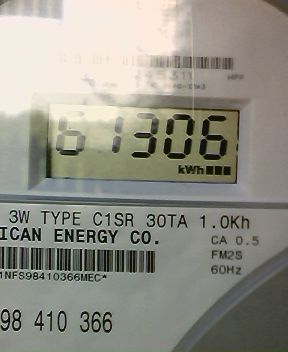 61306
kWh
3W TYPE C1SR 30TA 1.0Kh
ICAN ENERGY CO.
CA 0.5
FM2S
60Hz
1NFS98410366MEC*
98 410 366